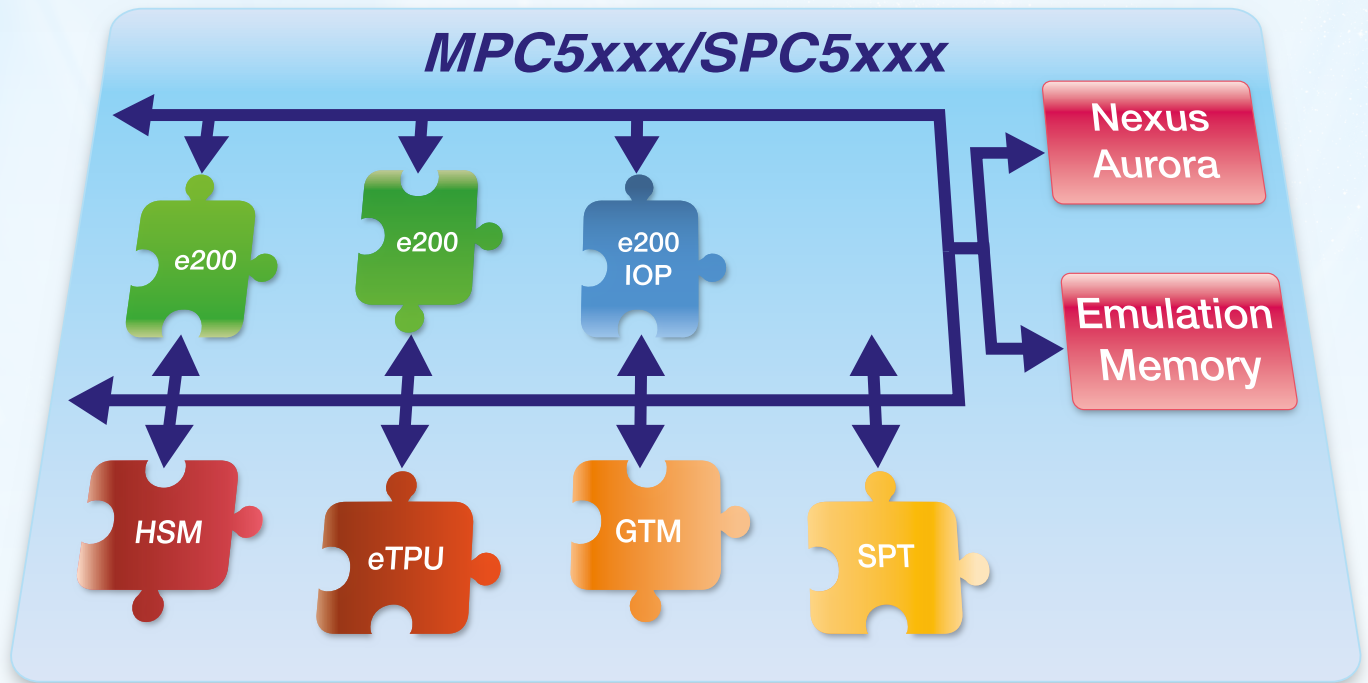 MPC5xxx/SPC5xxx
Nexus
Aurora
e200
e200
e200
IOP
Emulation
Memory
HSM
eTPU
GTM
SPT